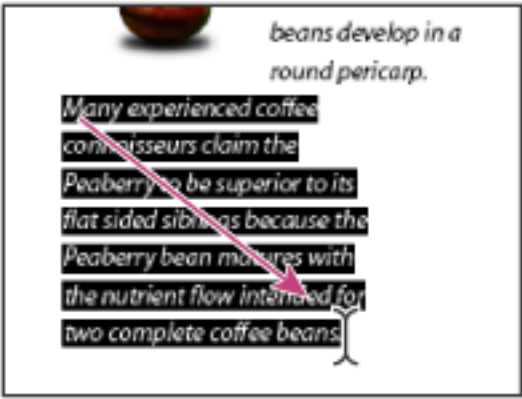 beans develop in a
round pericarp.
Many experienced coffee
connoisseurs claim the
Peaberry to be superior to its
flat sided siblings because the
Peaberry bean matures with
the nutrient flow intended for
two complete coffee beans.